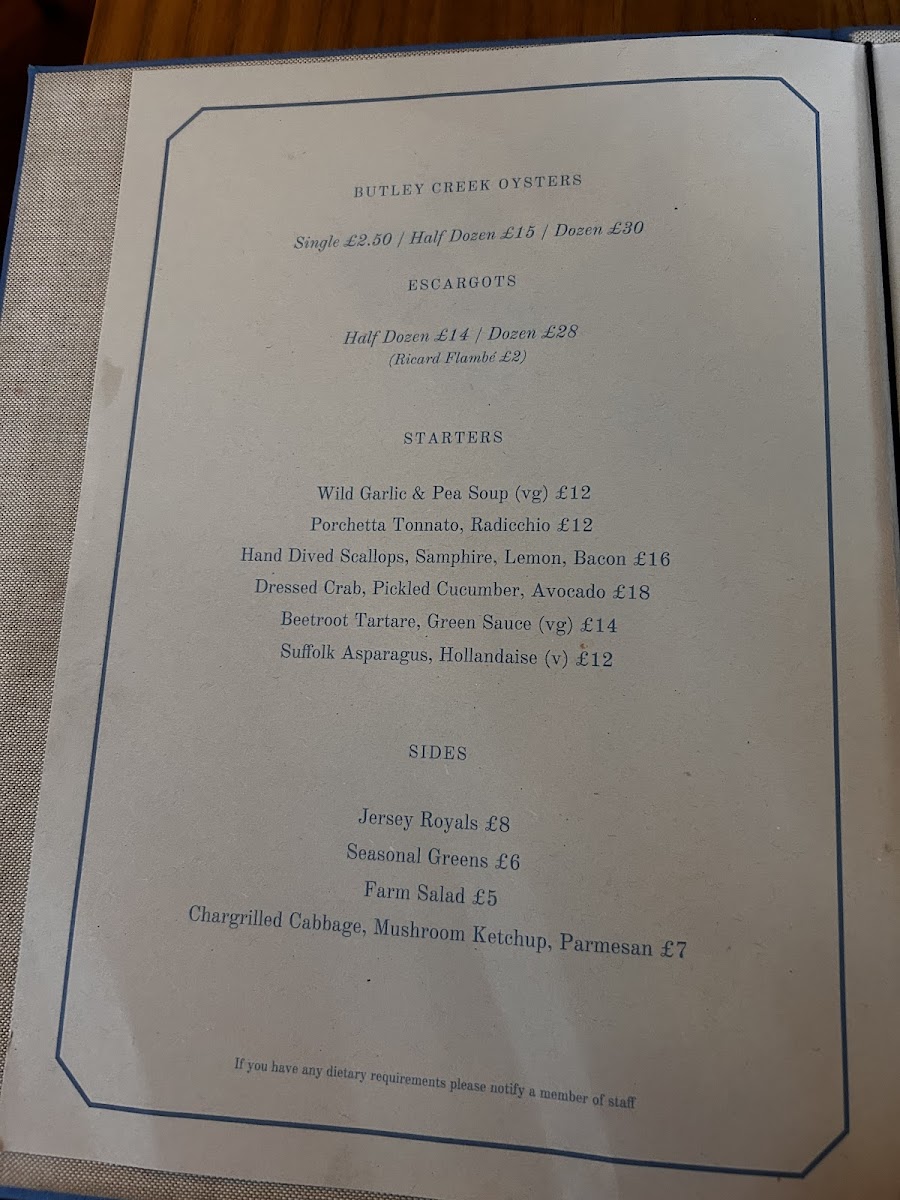 BUTLEY CREEK OYSTERS
Single £2.50 / Half Dozen £15 / Dozen £30
ESCARGOTS
Half Dozen £14 / Dozen £28
(Ricard Flambé £2)
STARTERS
Wild Garlic & Pea Soup (vg) £12
Porchetta Tonnato, Radicchio £12
Hand Dived Scallops, Samphire, Lemon, Bacon £16
Dressed Crab, Pickled Cucumber, Avocado £18
Beetroot Tartare, Green Sauce (vg) £14
Suffolk Asparagus, Hollandaise (v) £12
SIDES
Jersey Royals £8
Seasonal Greens £6
Farm Salad £5
Chargrilled Cabbage, Mushroom Ketchup, Parmesan £7
If you have any dietary requirements please notify a member of staff